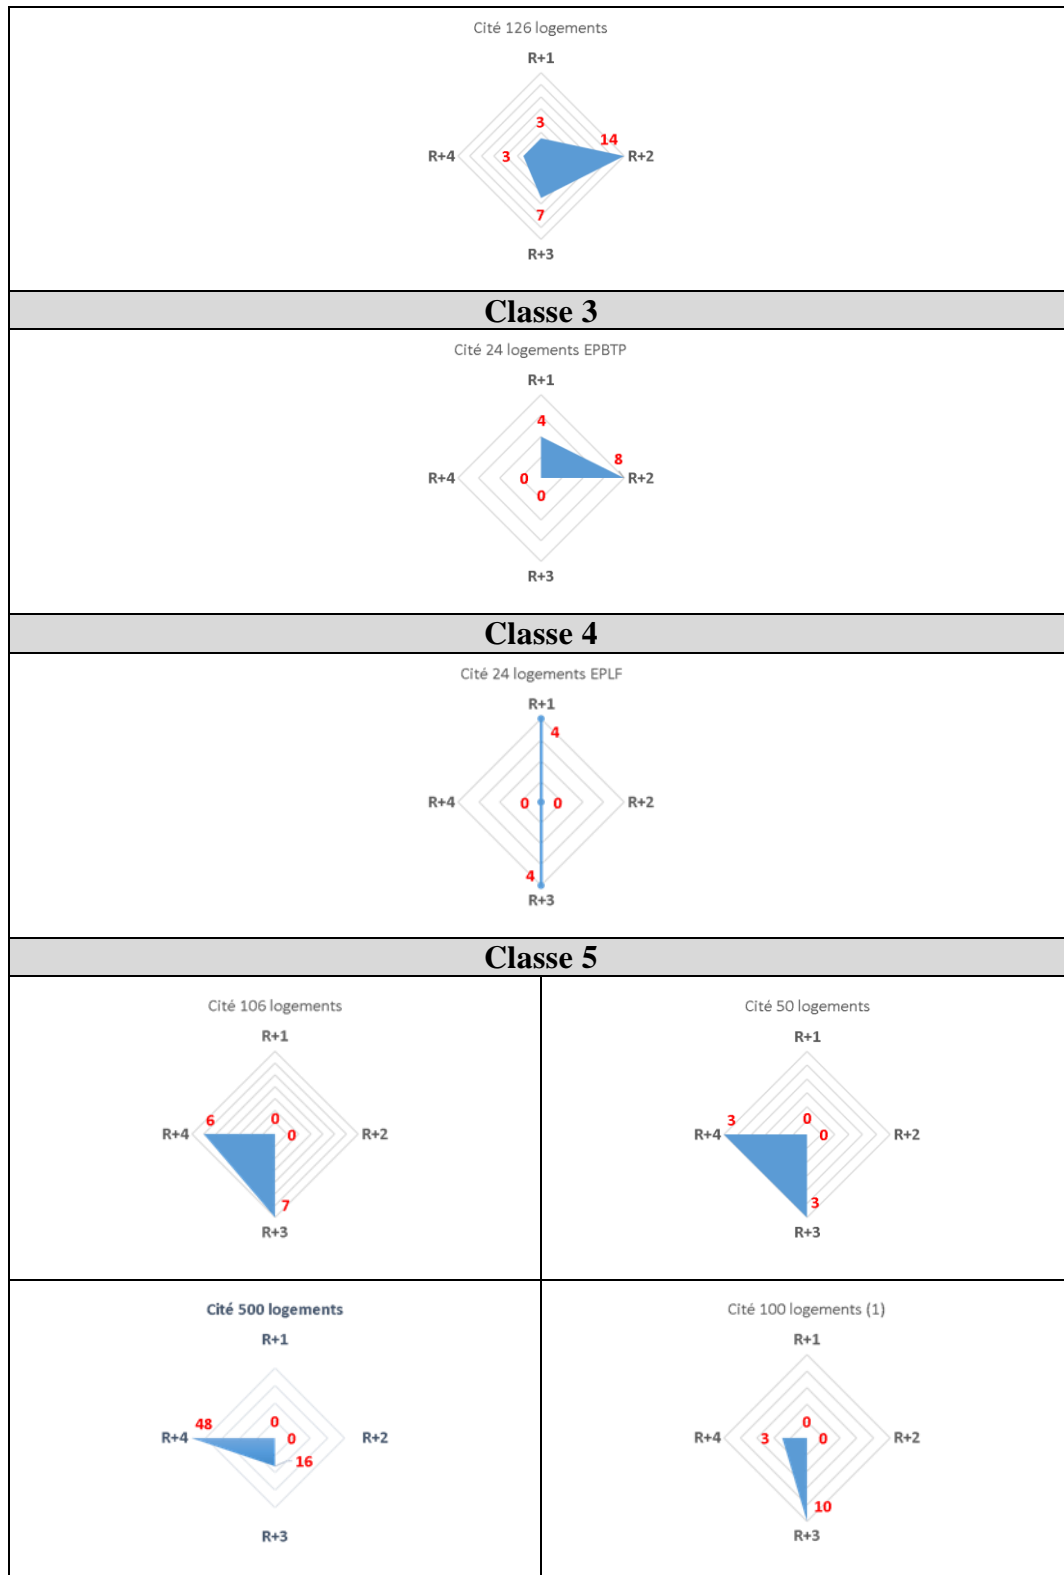 Cité 126 logements
R+1
3
14
R+4 3 R+2
7
R+3
Classe 3
Cité 24 logements EPBTP
R+1
4
8
R+4 0 R+2
0
R+3
Classe 4
Cité 24 logements EPLF
R+1
4
R+4 0 0 R+2
4
R+3
Classe 5
Cité 106 logements
R+1
6 0
R+4 0 R+2
7
R+3
Cité 50 logements
R+1
3 0
R+4 0 R+2
3
R+3
Cité 500 logements
R+1
48 0
R+4 0 R+2
16
R+3
Cité 100 logements (1)
R+1
0
R+4 3 0 R+2
10
R+3